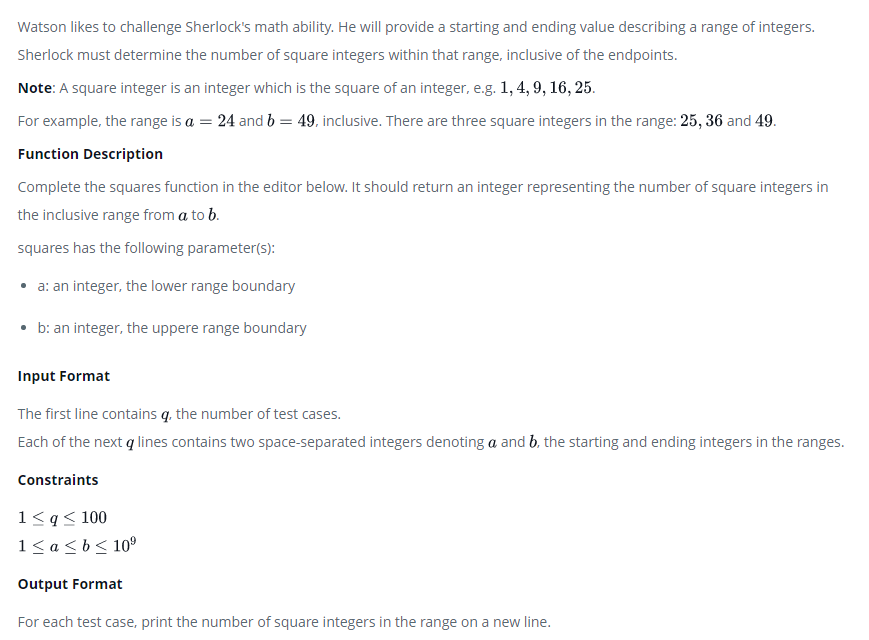 Watson likes to challenge Sherlock's math ability. He will provide a starting and ending value describing a range of integers.
Sherlock must determine the number of square integers within that range, inclusive of the endpoints.
Note: A square integer is an integer which is the square of an integer, e.g. 1, 4, 9, 16, 25.
For example, the range is a = 24 and b = 49, inclusive. There are three square integers in the range: 25, 36 and 49.
Function Description
Complete the squares function in the editor below. It should return an integer representing the number of square integers in
the inclusive range from a to b.
squares has the following parameter(s):
• a: an integer, the lower range boundary
• b: an integer, the uppere range boundary
Input Format
The first line contains q, the number of test cases.
Each of the next q lines contains two space-separated integers denoting a and b, the starting and ending integers in the ranges.
Constraints
1 ≤ q ≤ 100
1 ≤ a ≤ b ≤ 10⁹
Output Format
For each test case, print the number of square integers in the range on a new line.